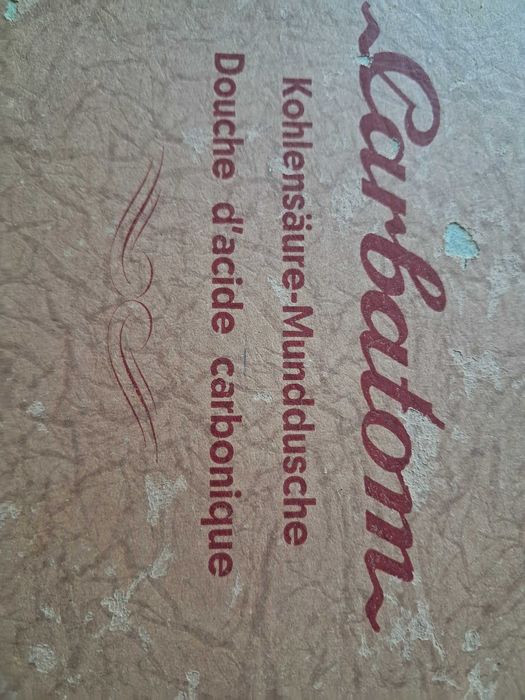 Carbatom
Kohlensäure-Munddusche
Douche d'acide carbonique